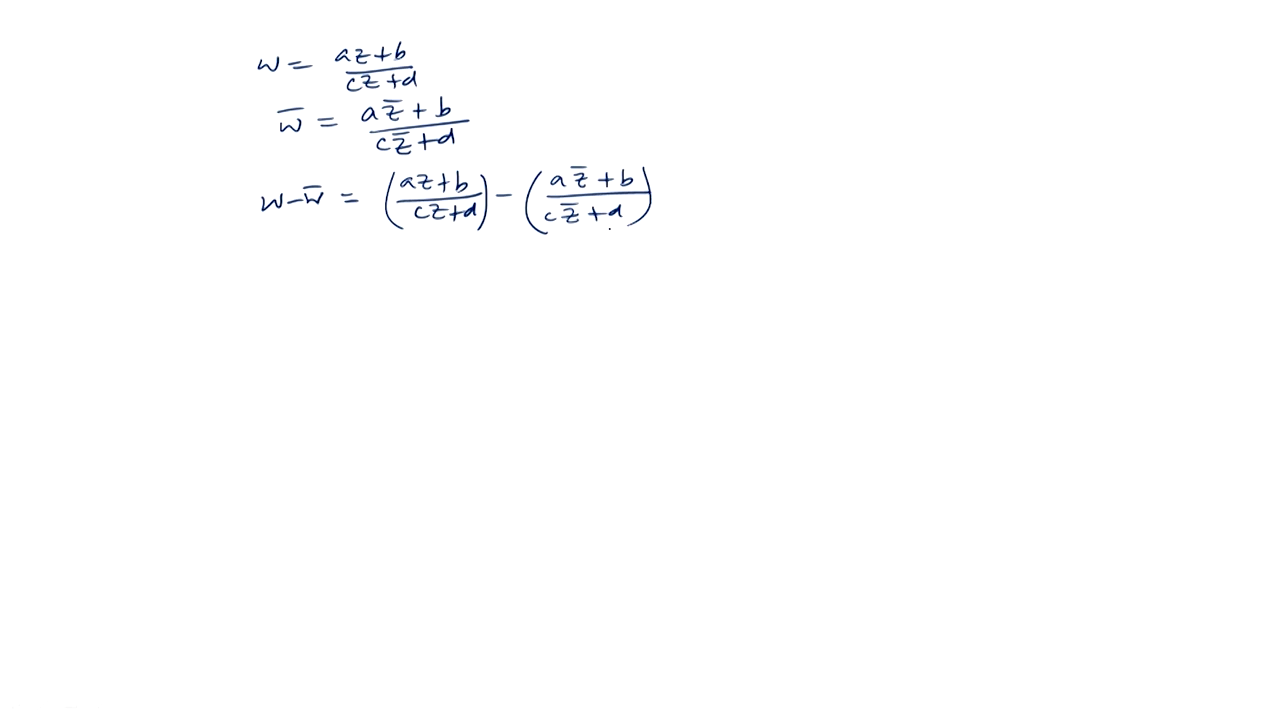 w = az+b / cz+d
w̅ = az̅+b / cz̅+d
w-w̅ = (az+b / cz+d) - (az̅+b / cz̅+d)